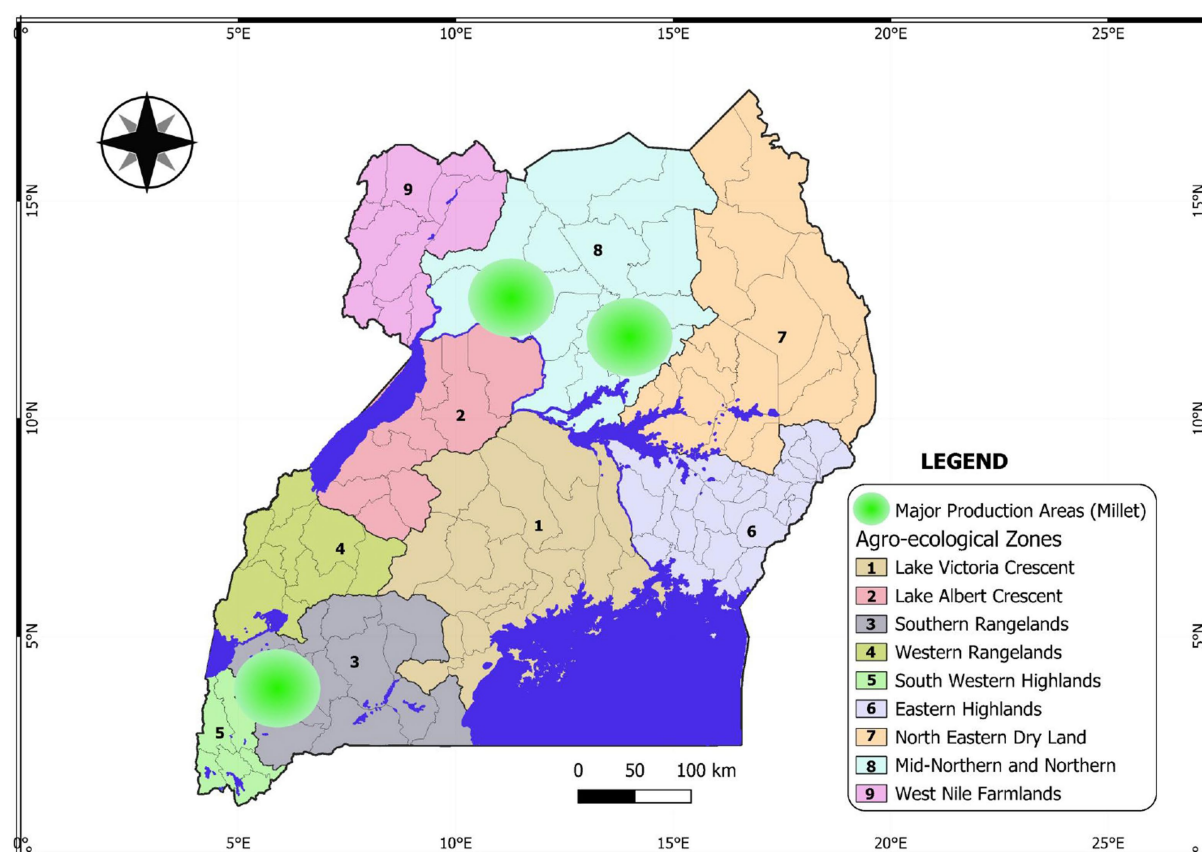 0° 5°E 10°E 15°E 20°E 25°E
15°N 15°N
10°N 10°N
5°N 5°N
9
8
7
2
1
6
4
3
5
LEGEND
Major Production Areas (Millet)
Agro-ecological Zones
1 Lake Victoria Crescent
2 Lake Albert Crescent
3 Southern Rangelands
4 Western Rangelands
5 South Western Highlands
6 Eastern Highlands
7 North Eastern Dry Land
8 Mid-Northern and Northern
9 West Nile Farmlands
0 50 100 km
5°E 10°E 15°E 20°E 25°E